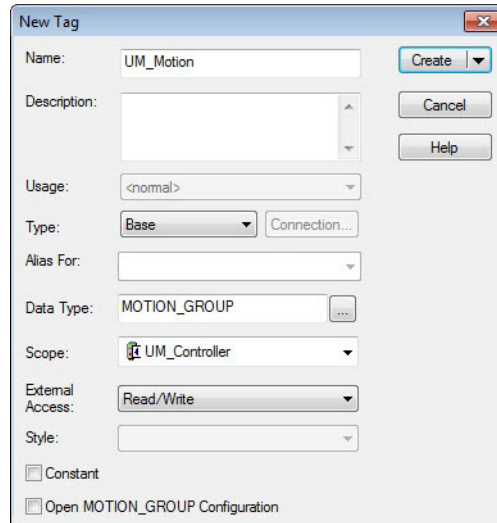 New Tag
Name: UM_Motion Create
Description: Cancel
Help
Usage: <normal>
Type: Base Connection...
Alias For:
Data Type: MOTION_GROUP ...
Scope: UM_Controller
External
Access: Read/Write
Style:
Constant
Open MOTION_GROUP Configuration